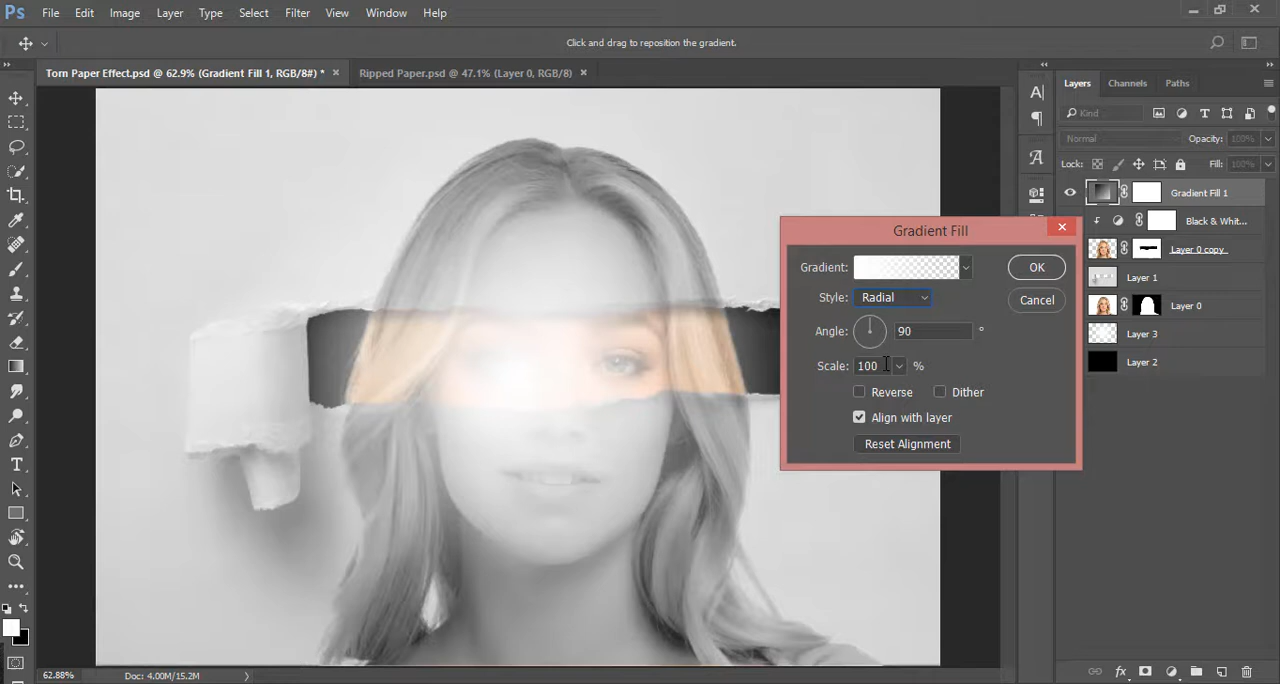 Ps File Edit Image Layer Type Select Filter View Window Help
Click and drag to reposition the gradient.
Torn Paper Effect.psd @ 62.9% (Gradient Fill 1, RGB/8#) * × Ripped Paper.psd @ 47.1% (Layer 0, RGB/8) ×
Layers Channels Paths
Kind
Normal Opacity: 100%
Lock: Fill: 100%
Gradient Fill 1
Black & Whit...
Layer 0 copy
Layer 1
Layer 0
Layer 3
Layer 2
Gradient Fill
Gradient: OK
Style: Radial Cancel
Angle: 90 °
Scale: 100 %
Reverse Dither
Align with layer
Reset Alignment
62.88% Doc: 4.00M/15.2M